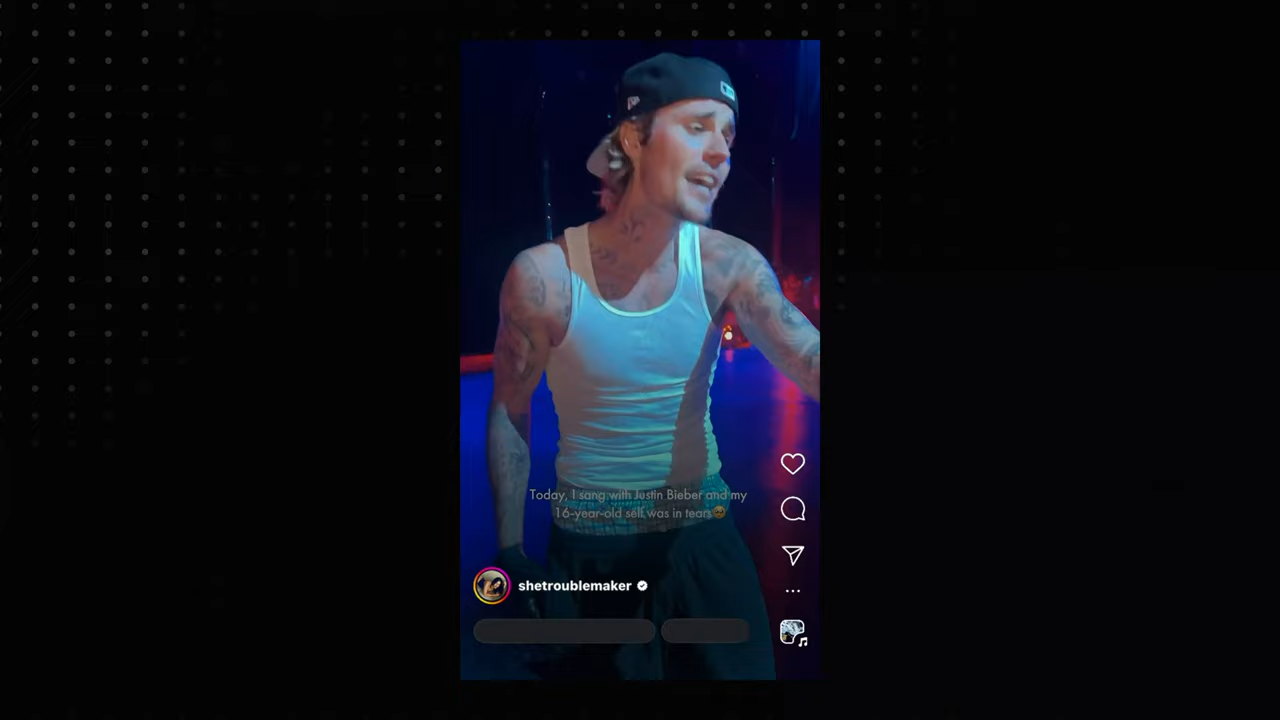 Today, I sang with Justin Bieber and my
16-year-old self was in tears🥹
shetroublemaker